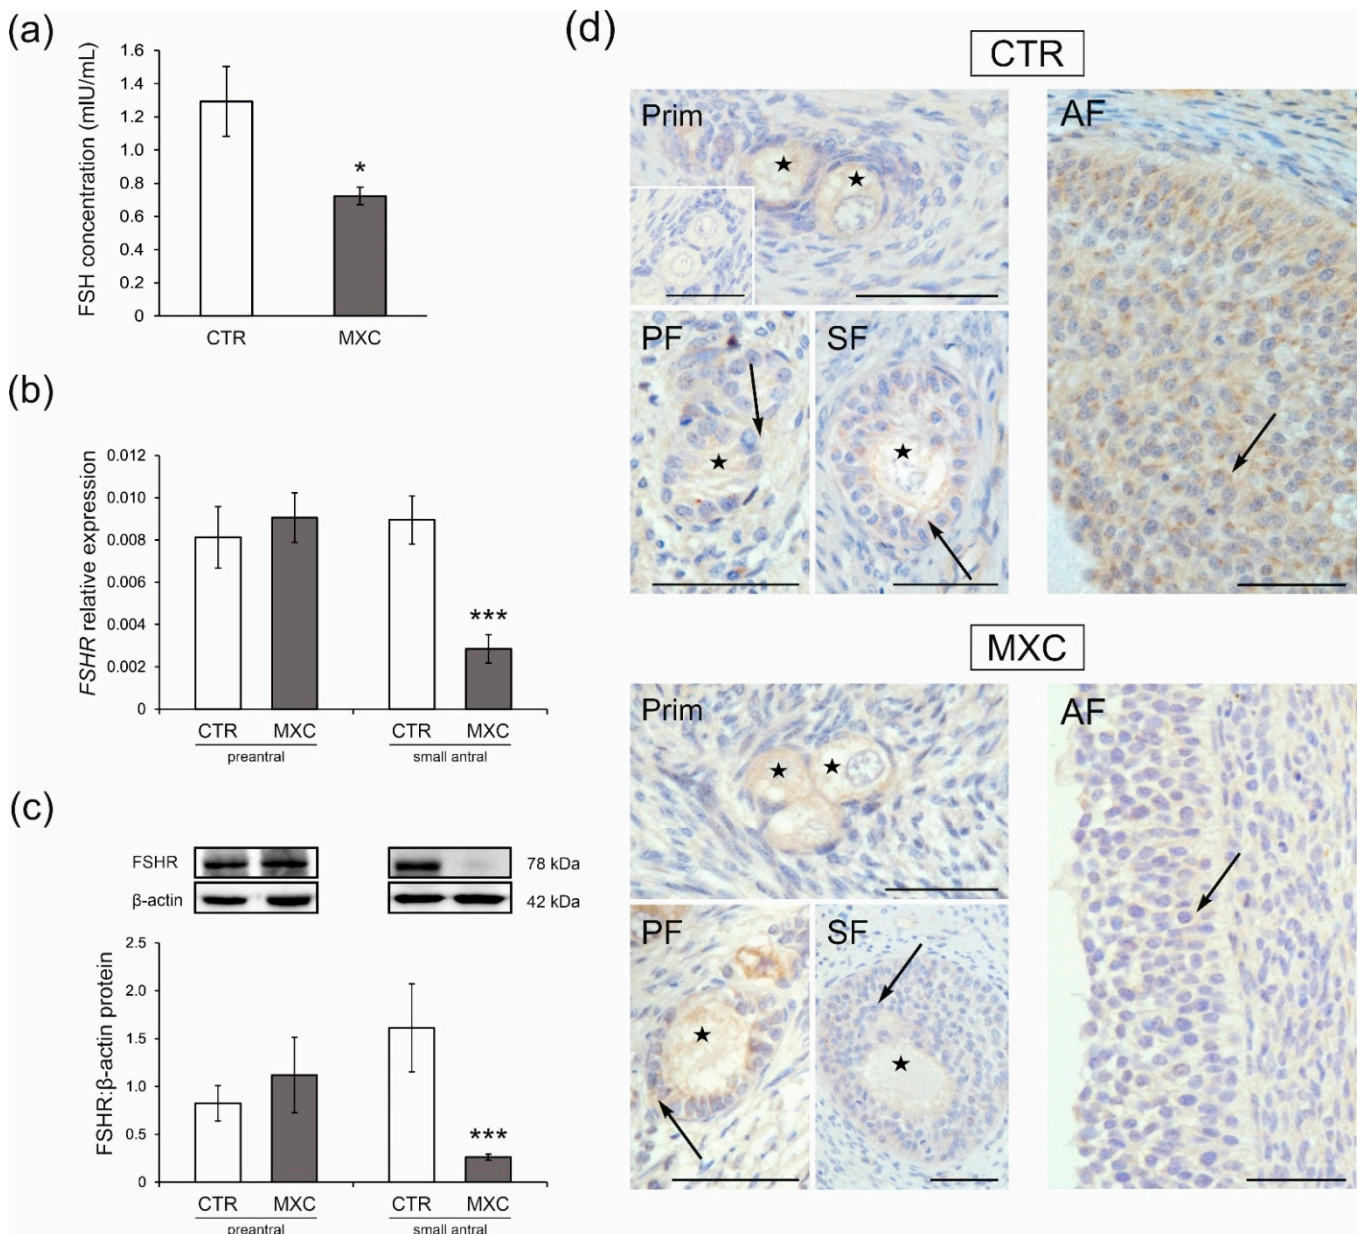 (a)
FSH concentration (mIU/mL)
1.6
1.4
1.2
1.0
0.8
0.6
0.4
0.2
0
*
CTR
MXC
(b)
FSHR relative expression
0.012
0.010
0.008
0.006
0.004
0.002
0
***
CTR
MXC
CTR
MXC
preantral
small antral
(c)
FSHR
78 kDa
β-actin
42 kDa
FSHR:β-actin protein
2.5
2.0
1.5
1.0
0.5
0
***
CTR
MXC
CTR
MXC
preantral
small antral
(d)
CTR
Prim
AF
PF
SF
MXC
Prim
AF
PF
SF